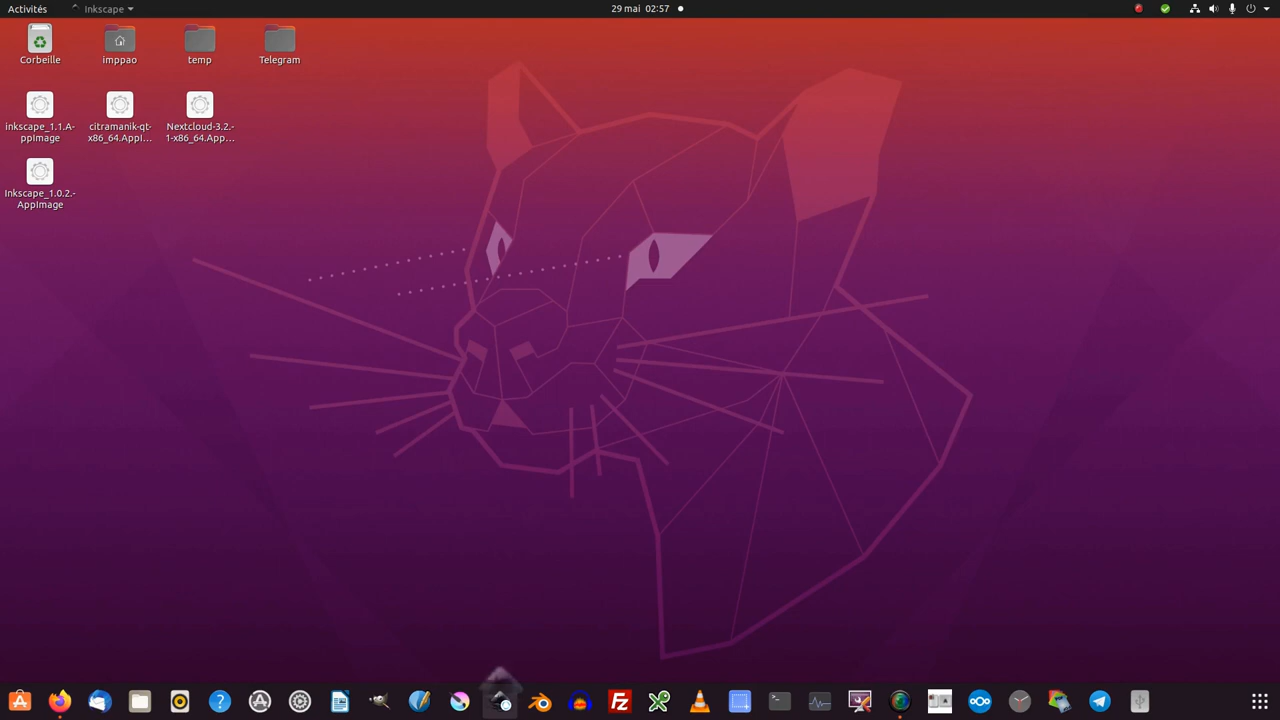 Activités
Inkscape
29 mai 02:57
Corbeille
imppao
temp
Telegram
inkscape_1.1.A-
ppImage
citramanik-qt-
x86_64.AppI...
Nextcloud-3.2.-
1-x86_64.App...
Inkscape_1.0.2.-
AppImage